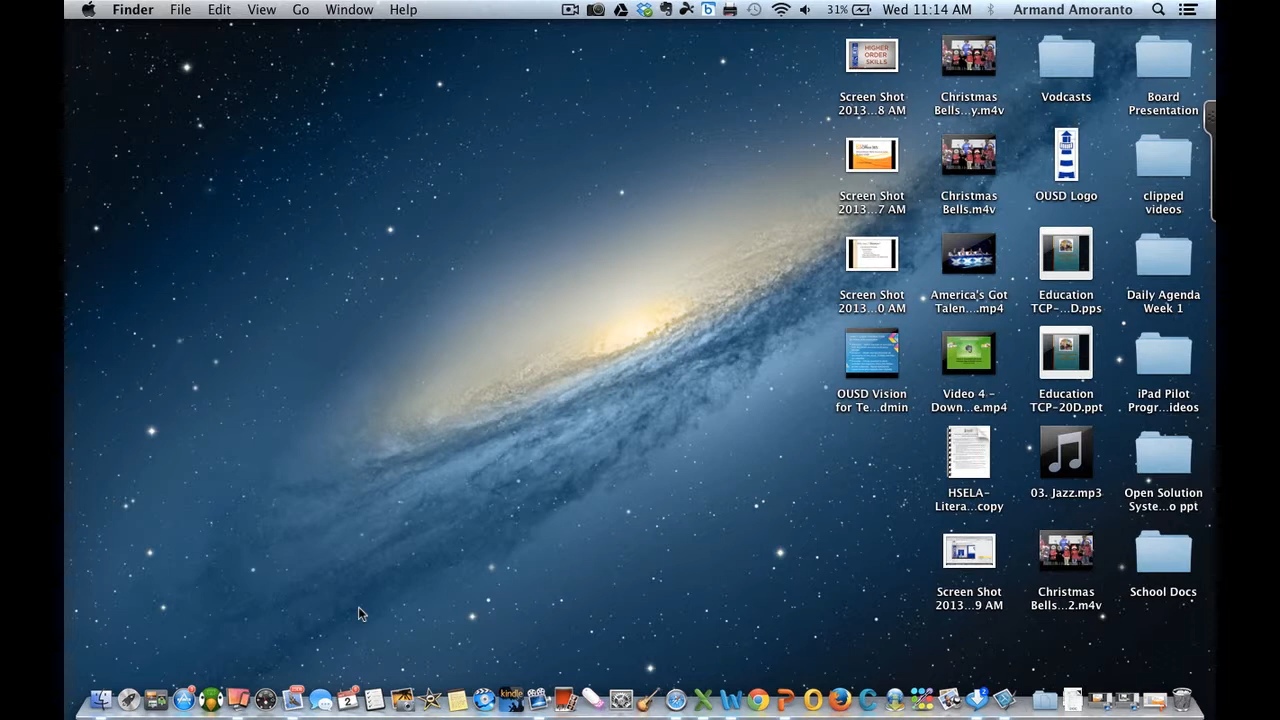 Finder File Edit View Go Window Help 31% Wed 11:14 AM Armand Amoranto
HIGHER
ORDER
SKILLS
Screen Shot
2013...8 AM
Christmas
Bells...y.m4v
Vodcasts
Board
Presentation
Screen Shot
2013...7 AM
Christmas
Bells.m4v
OUSD Logo
clipped
videos
Screen Shot
2013...0 AM
America's Got
Talen...mp4
Education
TCP-...D.pps
Daily Agenda
Week 1
OUSD Vision
for Te...dmin
Video 4 -
Down...e.mp4
Education
TCP-20D.ppt
iPad Pilot
Progr...ideos
HSELA-
Litera...copy
03. Jazz.mp3
Open Solution
Syste...o ppt
Screen Shot
2013...9 AM
Christmas
Bells...2.m4v
School Docs
kindle